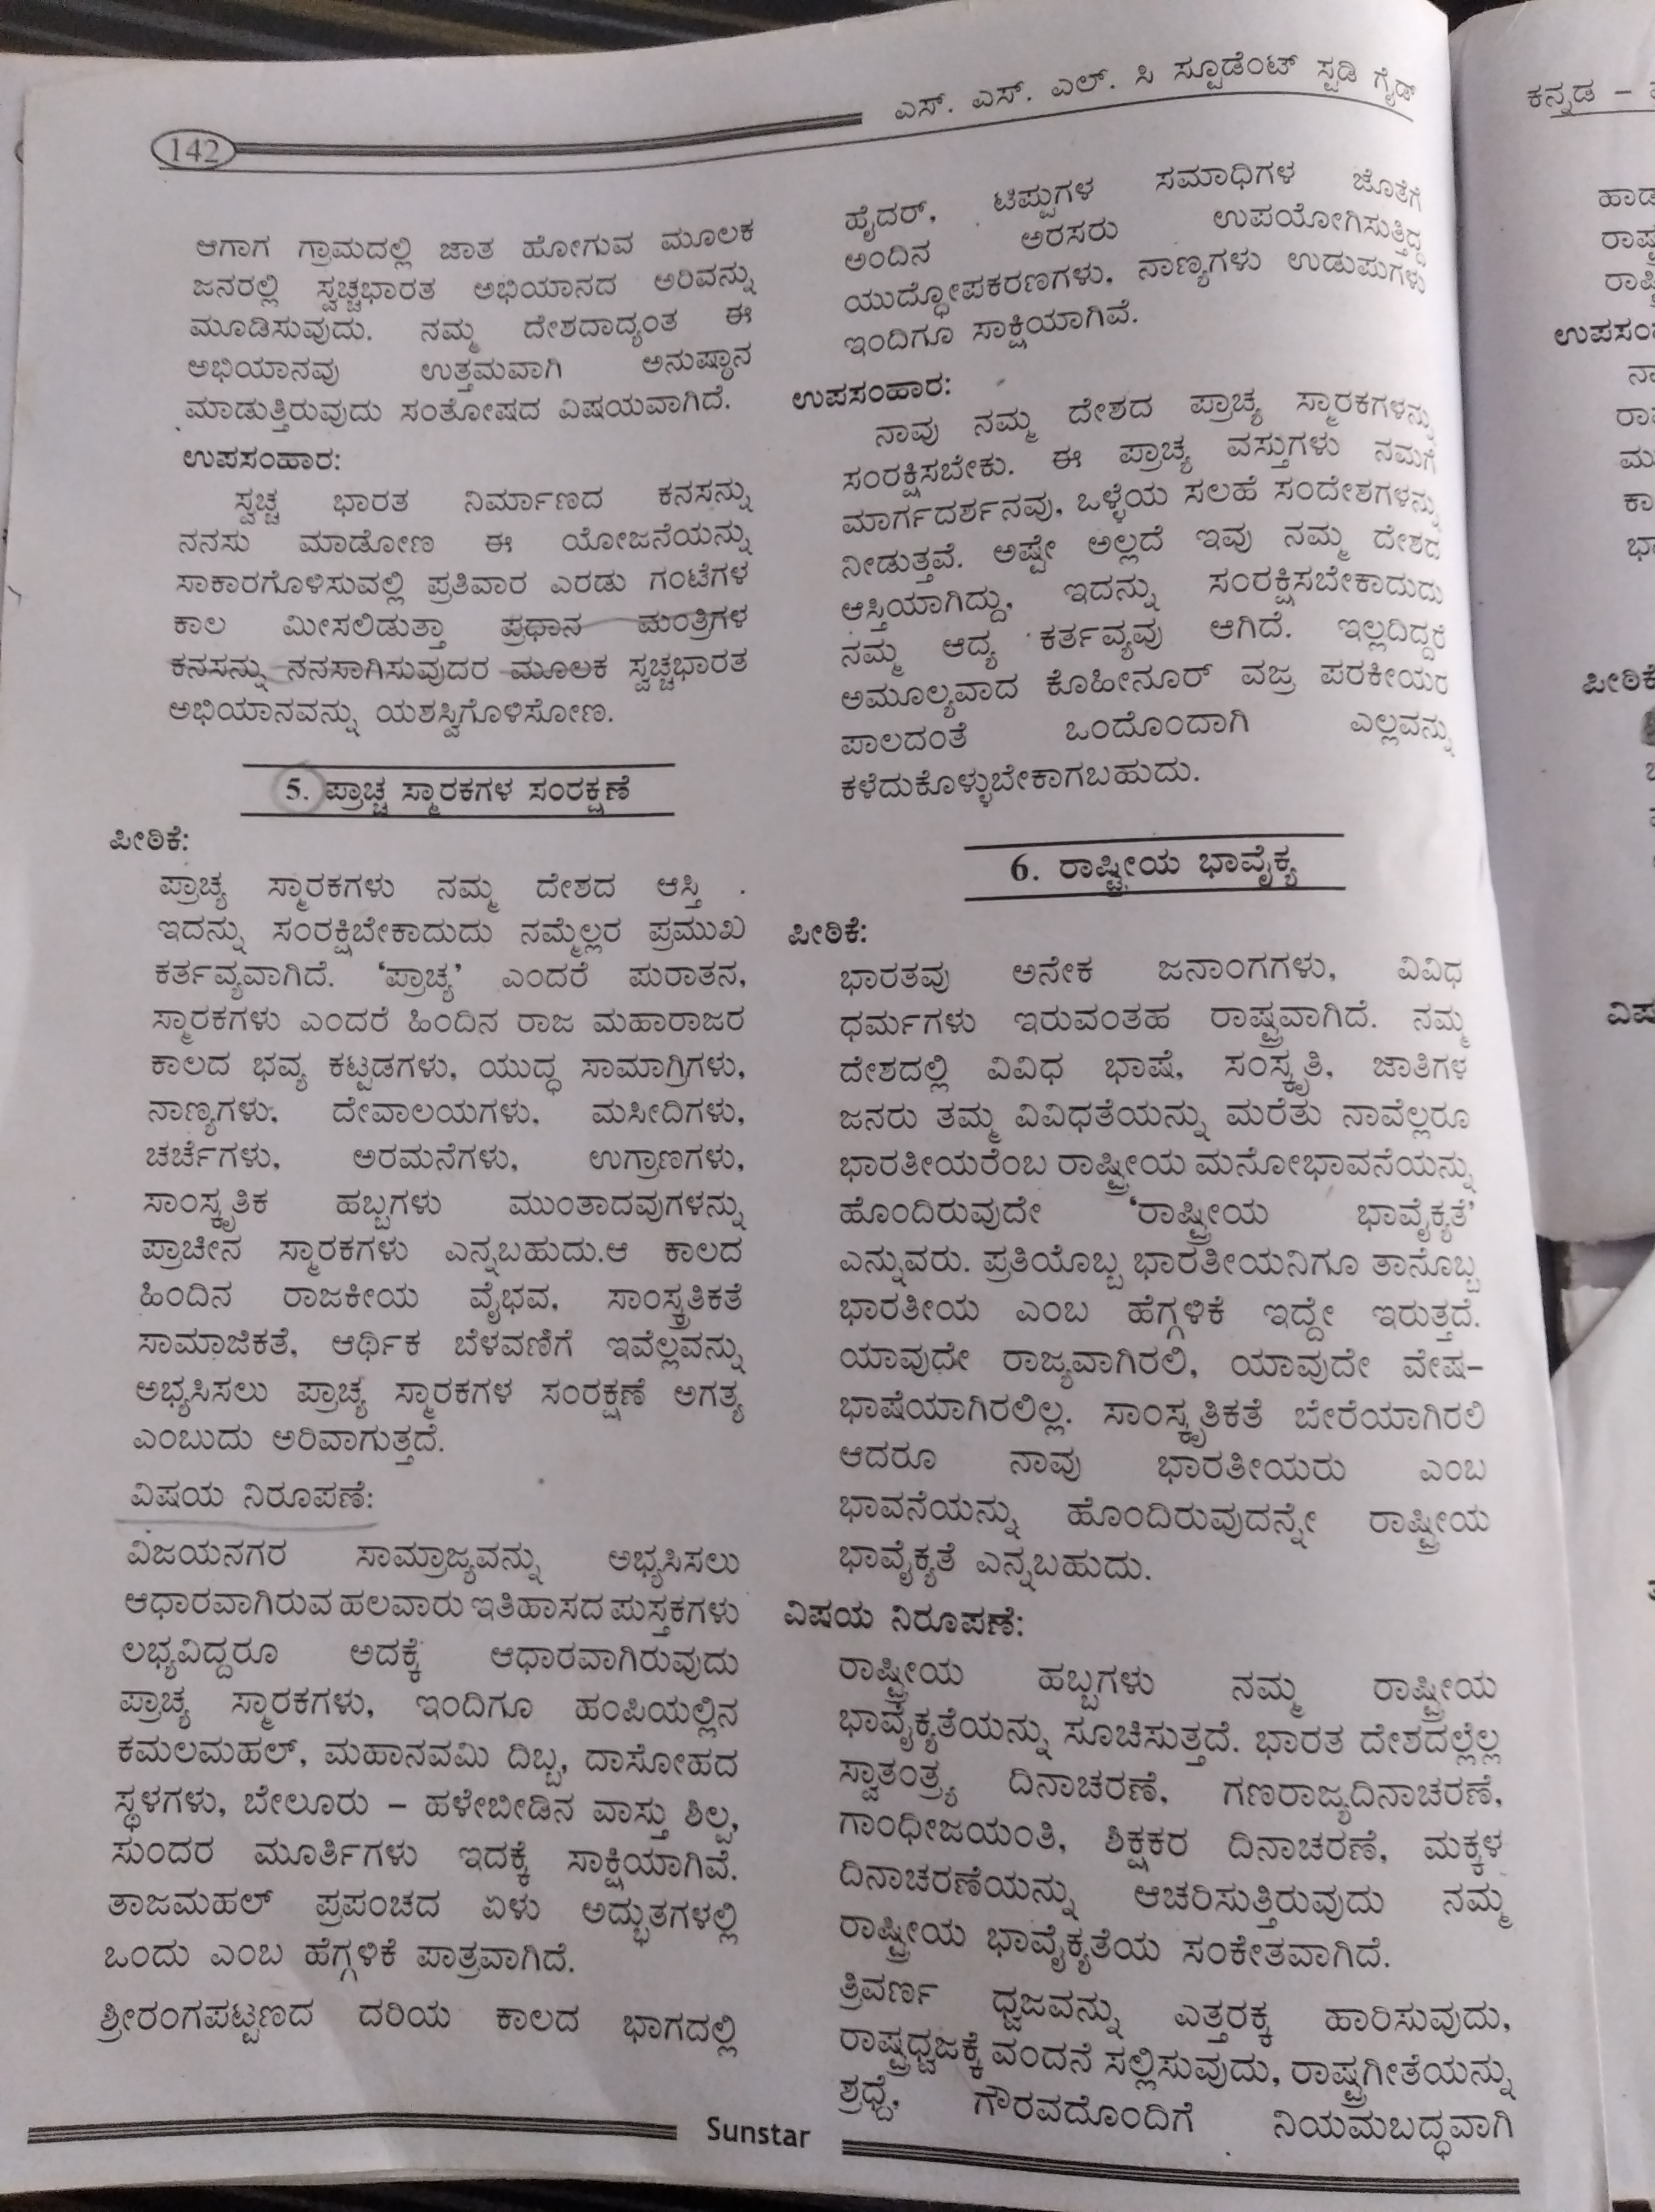 ಎಸ್. ಎಸ್. ಎಲ್. ಸಿ ಸ್ಟೂಡೆಂಟ್ ಸ್ಟಡಿ ಗೈಡ್
142
ಆಗಾಗ ಗ್ರಾಮದಲ್ಲಿ ಜಾತ ಹೋಗುವ ಮೂಲಕ
ಜನರಲ್ಲಿ ಸ್ವಚ್ಚಭಾರತ ಅಭಿಯಾನದ ಅರಿವನ್ನು
ಮೂಡಿಸುವುದು. ನಮ್ಮ ದೇಶದಾದ್ಯಂತ ಈ
ಅಭಿಯಾನವು ಉತ್ತಮವಾಗಿ ಅನುಷ್ಠಾನ
ಮಾಡುತ್ತಿರುವುದು ಸಂತೋಷದ ವಿಷಯವಾಗಿದೆ.
ಉಪಸಂಹಾರ:
ಸ್ವಚ್ಚ ಭಾರತ ನಿರ್ಮಾಣದ ಕನಸನ್ನು
ನನಸು ಮಾಡೋಣ ಈ ಯೋಜನೆಯನ್ನು
ಸಾಕಾರಗೊಳಿಸುವಲ್ಲಿ ಪ್ರತಿವಾರ ಎರಡು ಗಂಟೆಗಳ
ಕಾಲ ಮೀಸಲಿಡುತ್ತಾ ಪ್ರಧಾನ ಮಂತ್ರಿಗಳ
ಕನಸನ್ನು ನನಸಾಗಿಸುವುದರ ಮೂಲಕ ಸ್ವಚ್ಚಭಾರತ
ಅಭಿಯಾನವನ್ನು ಯಶಸ್ವಿಗೊಳಿಸೋಣ.
5. ಪ್ರಾಚ್ಚ ಸ್ಮಾರಕಗಳ ಸಂರಕ್ಷಣೆ
ಪೀಠಿಕೆ:
ಪ್ರಾಚ್ಯ ಸ್ಮಾರಕಗಳು ನಮ್ಮ ದೇಶದ ಆಸ್ತಿ .
ಇದನ್ನು ಸಂರಕ್ಷಿಬೇಕಾದುದು ನಮ್ಮೆಲ್ಲರ ಪ್ರಮುಖ
ಕರ್ತವ್ಯವಾಗಿದೆ. ‘ಪ್ರಾಚ್ಯ’ ಎಂದರೆ ಪುರಾತನ,
ಸ್ಮಾರಕಗಳು ಎಂದರೆ ಹಿಂದಿನ ರಾಜ ಮಹಾರಾಜರ
ಕಾಲದ ಭವ್ಯ ಕಟ್ಟಡಗಳು, ಯುದ್ಧ ಸಾಮಾಗ್ರಿಗಳು,
ನಾಣ್ಯಗಳು, ದೇವಾಲಯಗಳು, ಮಸೀದಿಗಳು,
ಚರ್ಚೆಗಳು, ಅರಮನೆಗಳು, ಉಗ್ರಾಣಗಳು,
ಸಾಂಸ್ಕೃತಿಕ ಹಬ್ಬಗಳು ಮುಂತಾದವುಗಳನ್ನು
ಪ್ರಾಚೀನ ಸ್ಮಾರಕಗಳು ಎನ್ನಬಹುದು.ಆ ಕಾಲದ
ಹಿಂದಿನ ರಾಜಕೀಯ ವೈಭವ, ಸಾಂಸ್ಕೃತಿಕತೆ
ಸಾಮಾಜಿಕತೆ, ಆರ್ಥಿಕ ಬೆಳವಣಿಗೆ ಇವೆಲ್ಲವನ್ನು
ಅಭ್ಯಸಿಸಲು ಪ್ರಾಚ್ಯ ಸ್ಮಾರಕಗಳ ಸಂರಕ್ಷಣೆ ಅಗತ್ಯ
ಎಂಬುದು ಅರಿವಾಗುತ್ತದೆ.
ವಿಷಯ ನಿರೂಪಣೆ:
ವಿಜಯನಗರ ಸಾಮ್ರಾಜ್ಯವನ್ನು ಅಭ್ಯಸಿಸಲು
ಆಧಾರವಾಗಿರುವ ಹಲವಾರು ಇತಿಹಾಸದ ಪುಸ್ತಕಗಳು
ಲಭ್ಯವಿದ್ದರೂ ಅದಕ್ಕೆ ಆಧಾರವಾಗಿರುವುದು
ಪ್ರಾಚ್ಯ ಸ್ಮಾರಕಗಳು, ಇಂದಿಗೂ ಹಂಪಿಯಲ್ಲಿನ
ಕಮಲಮಹಲ್, ಮಹಾನವಮಿ ದಿಬ್ಬ, ದಾಸೋಹದ
ಸ್ಥಳಗಳು, ಬೇಲೂರು – ಹಳೇಬೀಡಿನ ವಾಸ್ತು ಶಿಲ್ಪ,
ಸುಂದರ ಮೂರ್ತಿಗಳು ಇದಕ್ಕೆ ಸಾಕ್ಷಿಯಾಗಿವೆ.
ತಾಜಮಹಲ್ ಪ್ರಪಂಚದ ಏಳು ಅದ್ಭುತಗಳಲ್ಲಿ
ಒಂದು ಎಂಬ ಹೆಗ್ಗಳಿಕೆ ಪಾತ್ರವಾಗಿದೆ.
ಶ್ರೀರಂಗಪಟ್ಟಣದ ದರಿಯ ಕಾಲದ ಭಾಗದಲ್ಲಿ
ಹೈದರ್, ಟಿಪ್ಪುಗಳ ಸಮಾಧಿಗಳ ಜೊತೆಗೆ
ಅಂದಿನ ಅರಸರು ಉಪಯೋಗಿಸುತ್ತಿದ್ದ
ಯುದ್ಧೋಪಕರಣಗಳು, ನಾಣ್ಯಗಳು ಉಡುಪುಗಳು
ಇಂದಿಗೂ ಸಾಕ್ಷಿಯಾಗಿವೆ.
ಉಪಸಂಹಾರ:
ನಾವು ನಮ್ಮ ದೇಶದ ಪ್ರಾಚ್ಯ ಸ್ಮಾರಕಗಳನ್ನು
ಸಂರಕ್ಷಿಸಬೇಕು. ಈ ಪ್ರಾಚ್ಯ ವಸ್ತುಗಳು ನಮಗೆ
ಮಾರ್ಗದರ್ಶನವು, ಒಳ್ಳೆಯ ಸಲಹೆ ಸಂದೇಶಗಳನ್ನು
ನೀಡುತ್ತವೆ. ಅಷ್ಟೇ ಅಲ್ಲದೆ ಇವು ನಮ್ಮ ದೇಶದ
ಆಸ್ತಿಯಾಗಿದ್ದು, ಇದನ್ನು ಸಂರಕ್ಷಿಸಬೇಕಾದುದು
ನಮ್ಮ ಆದ್ಯ ಕರ್ತವ್ಯವು ಆಗಿದೆ. ಇಲ್ಲದಿದ್ದರೆ
ಅಮೂಲ್ಯವಾದ ಕೊಹೀನೂರ್ ವಜ್ರ ಪರಕೀಯರ
ಪಾಲದಂತೆ ಒಂದೊಂದಾಗಿ ಎಲ್ಲವನ್ನು
ಕಳೆದುಕೊಳ್ಳುಬೇಕಾಗಬಹುದು.
6. ರಾಷ್ಟ್ರೀಯ ಭಾವೈಕ್ಯ
ಪೀಠಿಕೆ:
ಭಾರತವು ಅನೇಕ ಜನಾಂಗಗಳು, ವಿವಿಧ
ಧರ್ಮಗಳು ಇರುವಂತಹ ರಾಷ್ಟ್ರವಾಗಿದೆ. ನಮ್ಮ
ದೇಶದಲ್ಲಿ ವಿವಿಧ ಭಾಷೆ, ಸಂಸ್ಕೃತಿ, ಜಾತಿಗಳ
ಜನರು ತಮ್ಮ ವಿವಿಧತೆಯನ್ನು ಮರೆತು ನಾವೆಲ್ಲರೂ
ಭಾರತೀಯರೆಂಬ ರಾಷ್ಟ್ರೀಯ ಮನೋಭಾವನೆಯನ್ನು
ಹೊಂದಿರುವುದೇ ‘ರಾಷ್ಟ್ರೀಯ ಭಾವೈಕ್ಯತೆ’
ಎನ್ನುವರು. ಪ್ರತಿಯೊಬ್ಬ ಭಾರತೀಯನಿಗೂ ತಾನೊಬ್ಬ
ಭಾರತೀಯ ಎಂಬ ಹೆಗ್ಗಳಿಕೆ ಇದ್ದೇ ಇರುತ್ತದೆ.
ಯಾವುದೇ ರಾಜ್ಯವಾಗಿರಲಿ, ಯಾವುದೇ ವೇಷ–
ಭಾಷೆಯಾಗಿರಲಿಲ್ಲ. ಸಾಂಸ್ಕೃತಿಕತೆ ಬೇರೆಯಾಗಿರಲಿ
ಆದರೂ ನಾವು ಭಾರತೀಯರು ಎಂಬ
ಭಾವನೆಯನ್ನು ಹೊಂದಿರುವುದನ್ನೇ ರಾಷ್ಟ್ರೀಯ
ಭಾವೈಕ್ಯತೆ ಎನ್ನಬಹುದು.
ವಿಷಯ ನಿರೂಪಣೆ:
ರಾಷ್ಟ್ರೀಯ ಹಬ್ಬಗಳು ನಮ್ಮ ರಾಷ್ಟ್ರೀಯ
ಭಾವೈಕ್ಯತೆಯನ್ನು ಸೂಚಿಸುತ್ತದೆ. ಭಾರತ ದೇಶದಲ್ಲೆಲ್ಲ
ಸ್ವಾತಂತ್ರ್ಯ ದಿನಾಚರಣೆ, ಗಣರಾಜ್ಯದಿನಾಚರಣೆ,
ಗಾಂಧೀಜಯಂತಿ, ಶಿಕ್ಷಕರ ದಿನಾಚರಣೆ, ಮಕ್ಕಳ
ದಿನಾಚರಣೆಯನ್ನು ಆಚರಿಸುತ್ತಿರುವುದು ನಮ್ಮ
ರಾಷ್ಟ್ರೀಯ ಭಾವೈಕ್ಯತೆಯ ಸಂಕೇತವಾಗಿದೆ.
ತ್ರಿವರ್ಣ ಧ್ವಜವನ್ನು ಎತ್ತರಕ್ಕೆ ಹಾರಿಸುವುದು,
ರಾಷ್ಟ್ರಧ್ವಜಕ್ಕೆ ವಂದನೆ ಸಲ್ಲಿಸುವುದು, ರಾಷ್ಟ್ರಗೀತೆಯನ್ನು
ಶ್ರಧ್ದೆ, ಗೌರವದೊಂದಿಗೆ ನಿಯಮಬದ್ಧವಾಗಿ
Sunstar
ಕನ್ನಡ –
ಪೀಠಿಕೆ